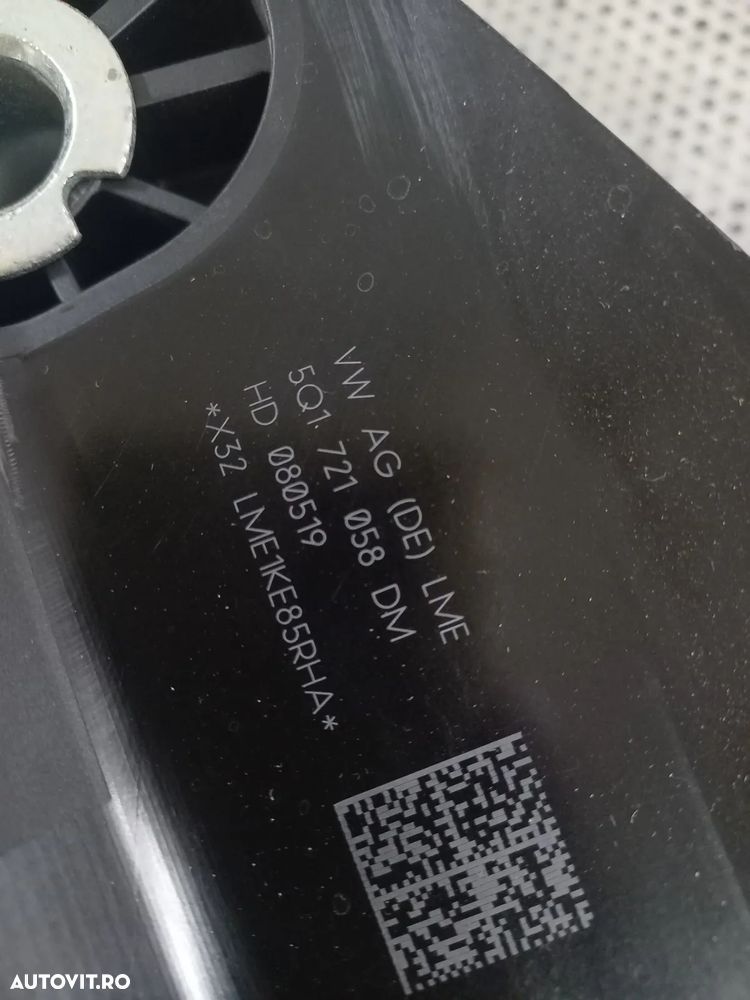 VW AG (DE) LME
5Q1 721 058 DM
HD 080519
*X32 LME1KE85RHA*
AUTOVIT.RO